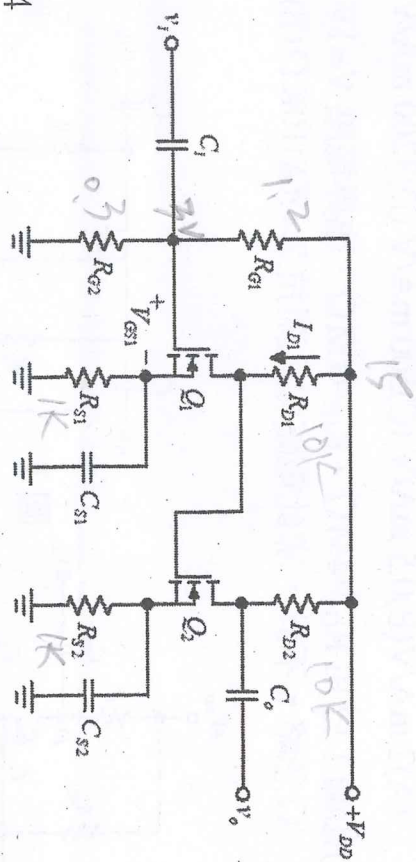 15
+V_DD
1.2
R_G1
I_D1
R_D1
10K
R_D2
10K
C_o
v_o
v_i
C_i
3V
Q_1
Q_2
+
V_GS1
−
0.3
R_G2
R_S1
1K
C_S1
R_S2
1K
C_S2